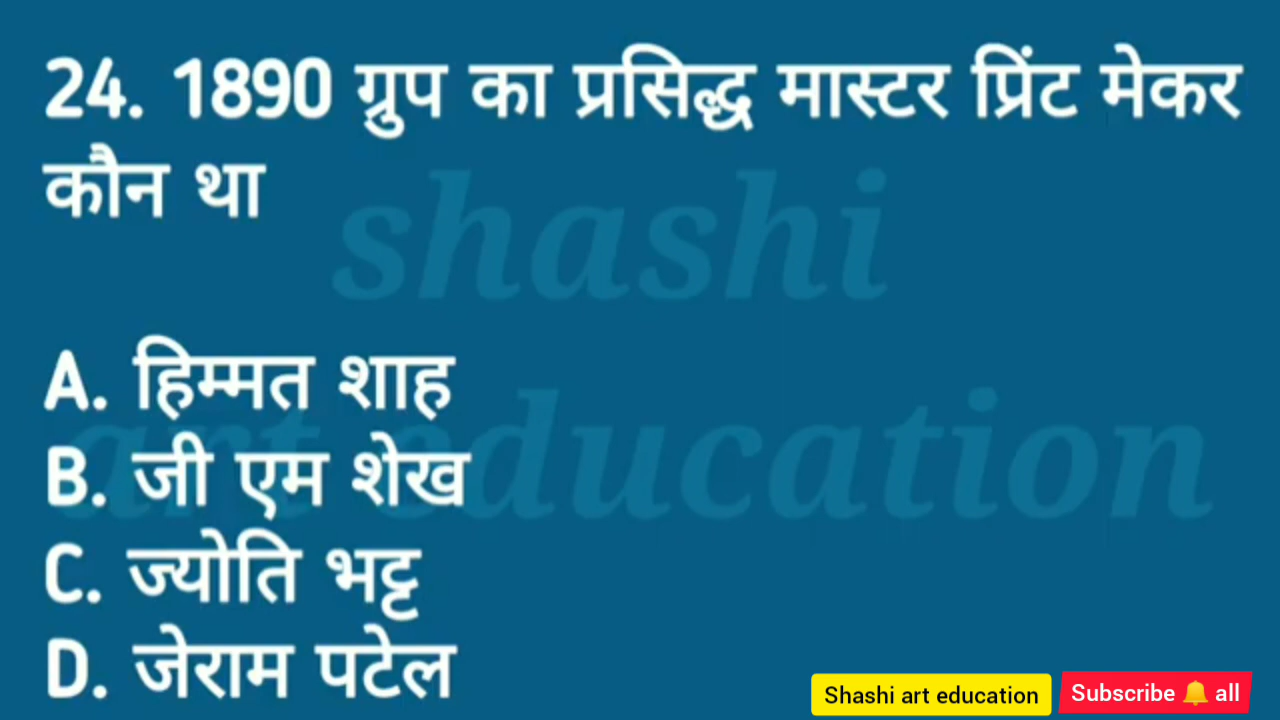 24. 1890 ग्रुप का प्रसिद्ध मास्टर प्रिंट मेकर
कौन था
shashi
A. हिम्मत शाह
art education
B. जी एम शेख
C. ज्योति भट्ट
D. जेराम पटेल
Shashi art education
Subscribe 🔔 all